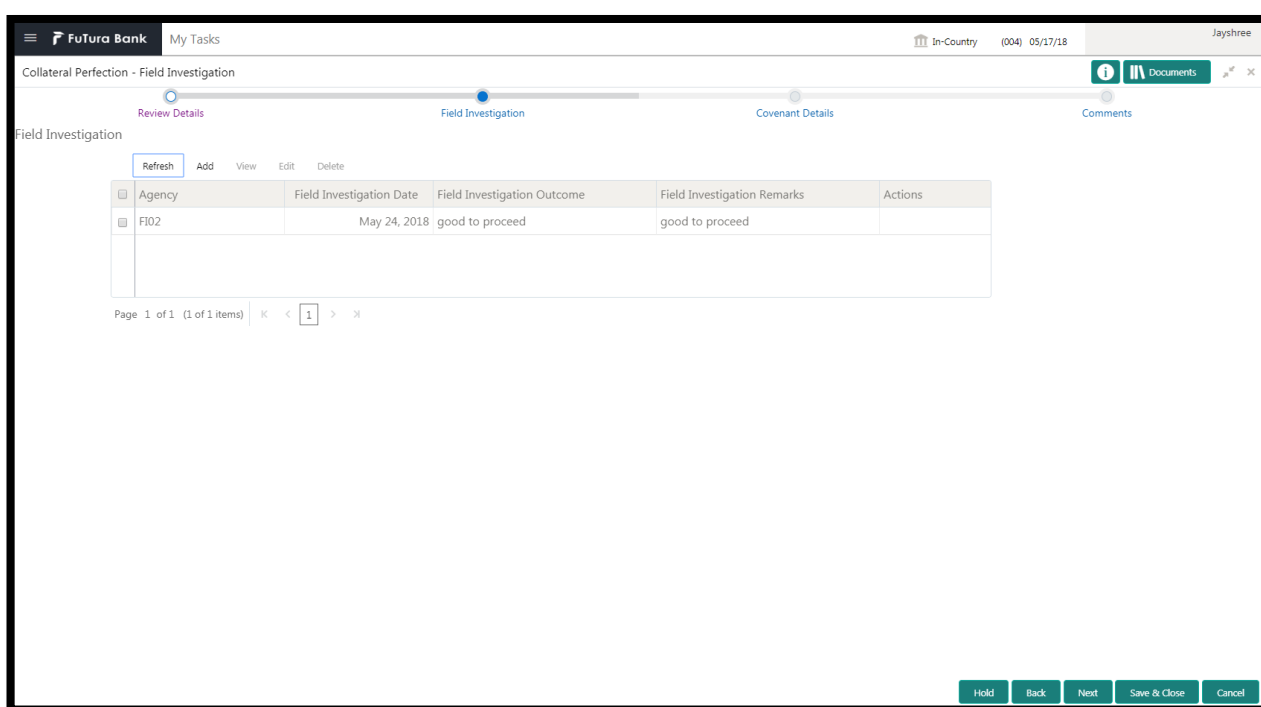 FuTura Bank My Tasks In-Country (004) 05/17/18 Jayshree
Collateral Perfection - Field Investigation Documents
Review Details Field Investigation Covenant Details Comments
Field Investigation
Refresh Add View Edit Delete
Agency Field Investigation Date Field Investigation Outcome Field Investigation Remarks Actions
FI02 May 24, 2018 good to proceed good to proceed
Page 1 of 1 (1 of 1 items) 1
Hold Back Next Save & Close Cancel